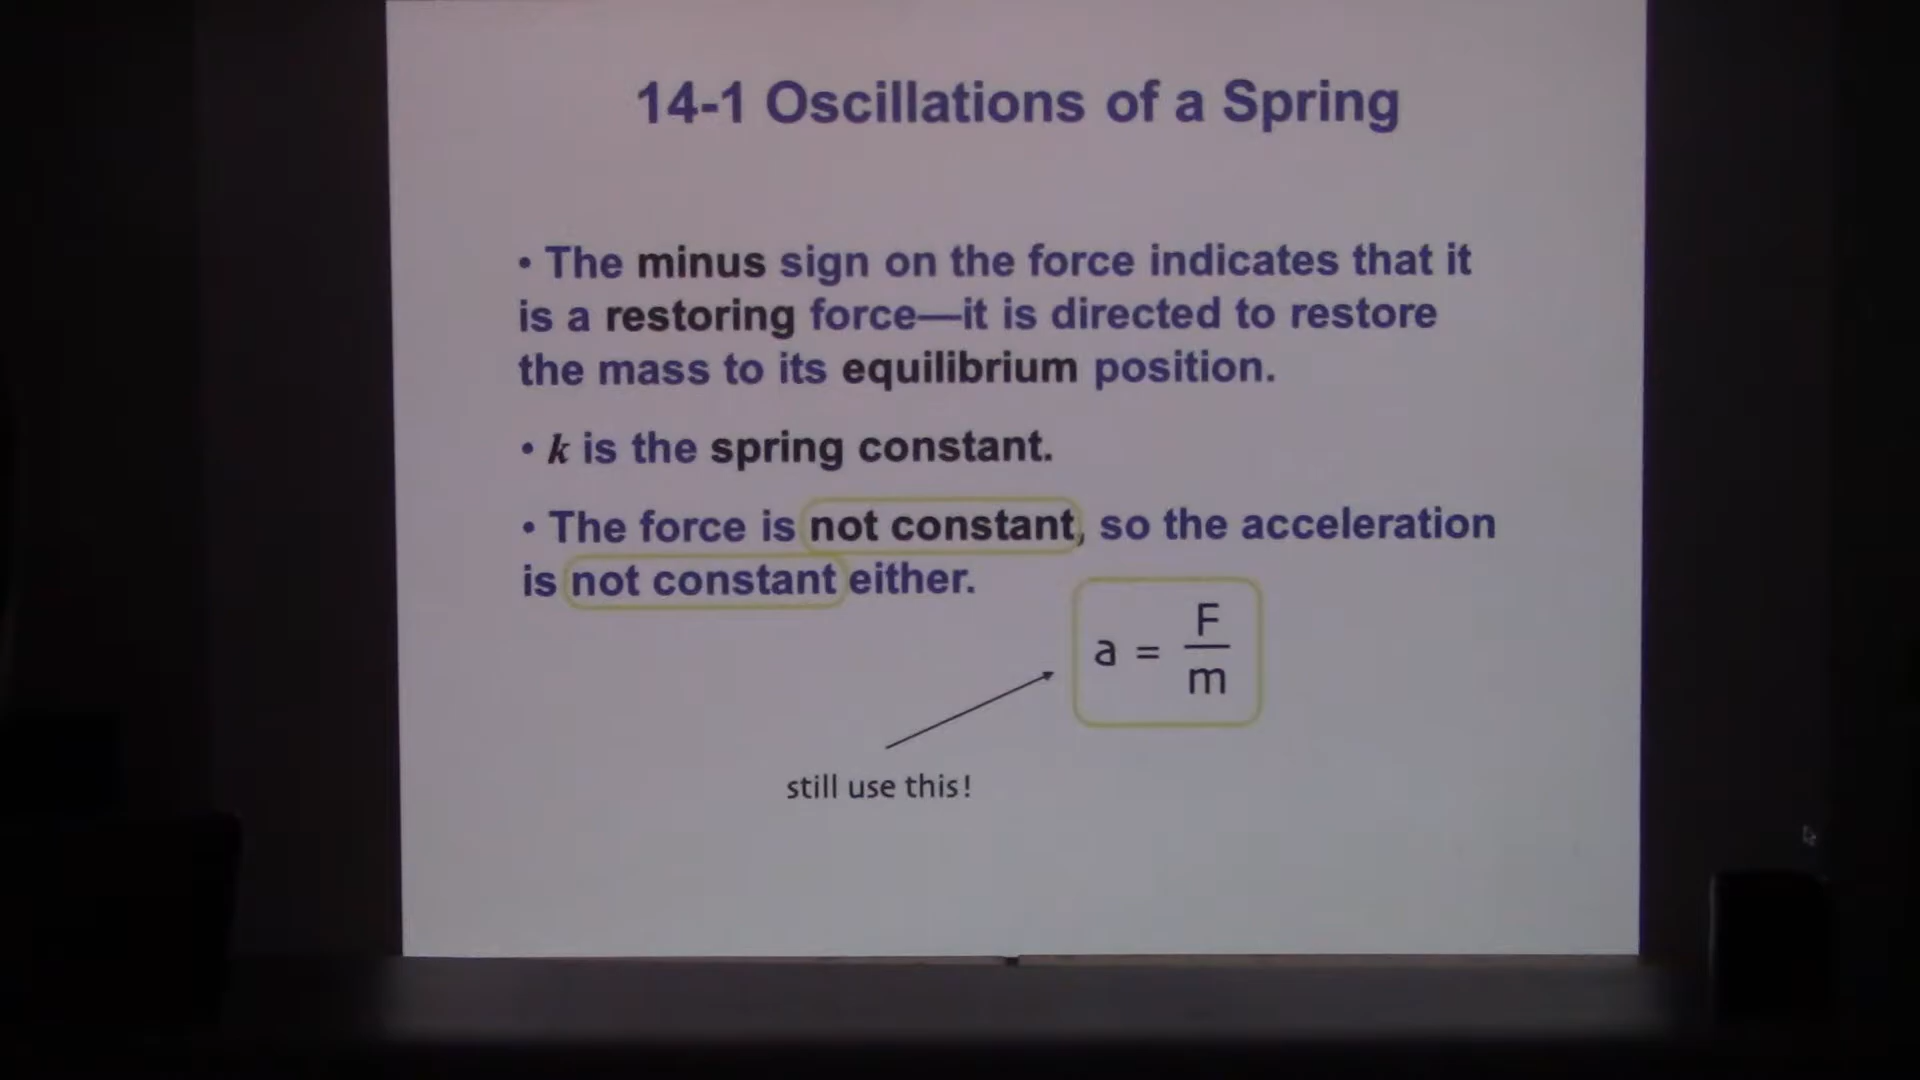 14-1 Oscillations of a Spring
• The minus sign on the force indicates that it
is a restoring force—it is directed to restore
the mass to its equilibrium position.
• k is the spring constant.
• The force is not constant, so the acceleration
is not constant either.
a = F/m
still use this!